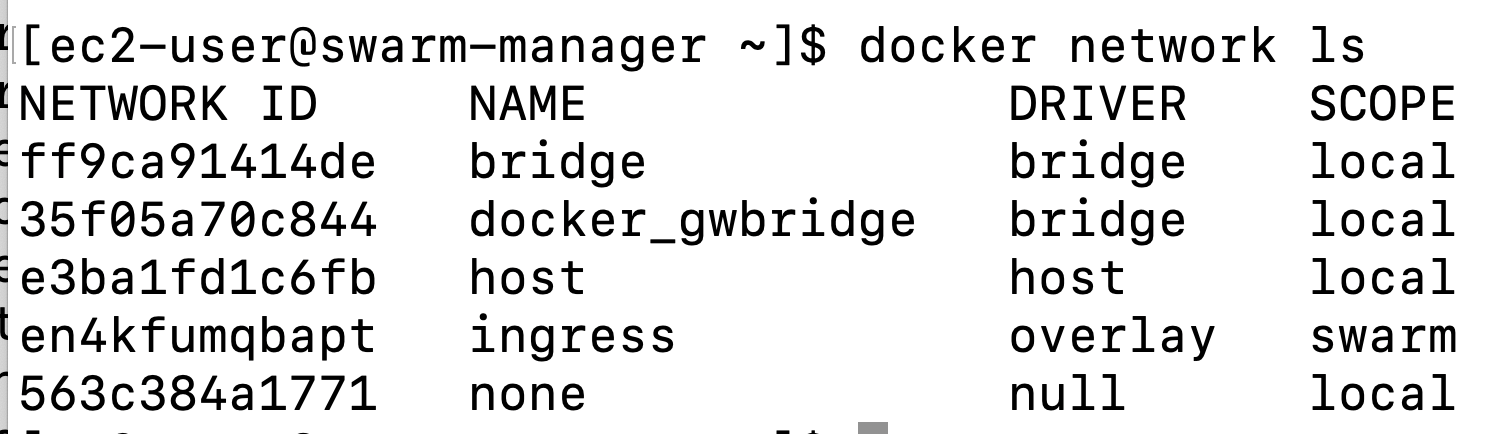 [ec2-user@swarm-manager ~]$ docker network ls
NETWORK ID     NAME              DRIVER    SCOPE
ff9ca91414de   bridge            bridge    local
35f05a70c844   docker_gwbridge   bridge    local
e3ba1fd1c6fb   host              host      local
en4kfumqbapt   ingress           overlay   swarm
563c384a1771   none              null      local